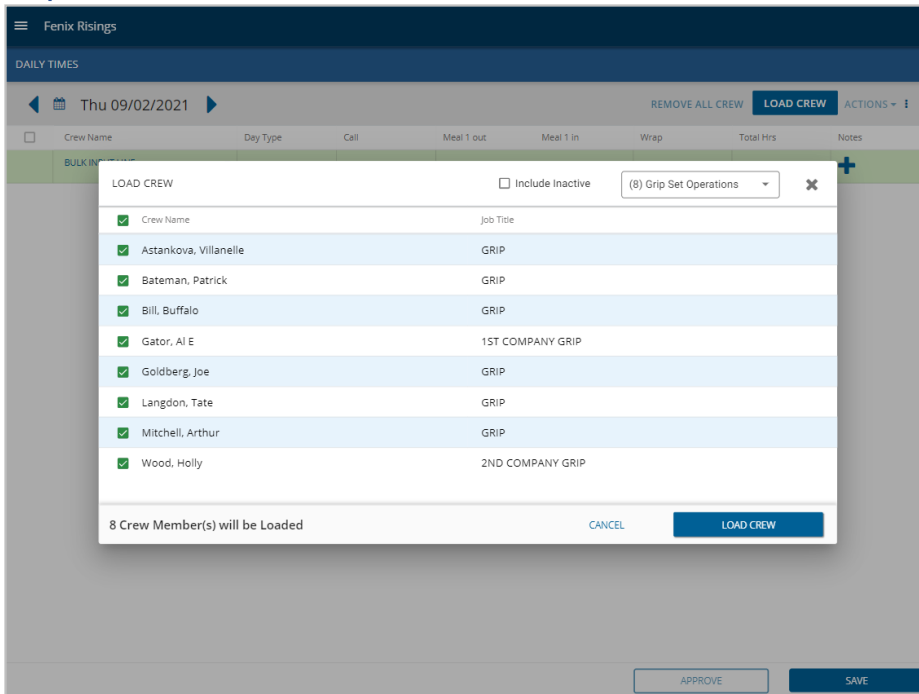 Fenix Risings
DAILY TIMES
Thu 09/02/2021 REMOVE ALL CREW LOAD CREW ACTIONS
Crew Name Day Type Call Meal 1 out Meal 1 in Wrap Total Hrs Notes
BULK
LOAD CREW Include Inactive (8) Grip Set Operations
Crew Name Job Title
Astankova, Villanelle GRIP
Bateman, Patrick GRIP
Bill, Buffalo GRIP
Gator, Al E 1ST COMPANY GRIP
Goldberg, Joe GRIP
Langdon, Tate GRIP
Mitchell, Arthur GRIP
Wood, Holly 2ND COMPANY GRIP
8 Crew Member(s) will be Loaded CANCEL LOAD CREW
APPROVE SAVE